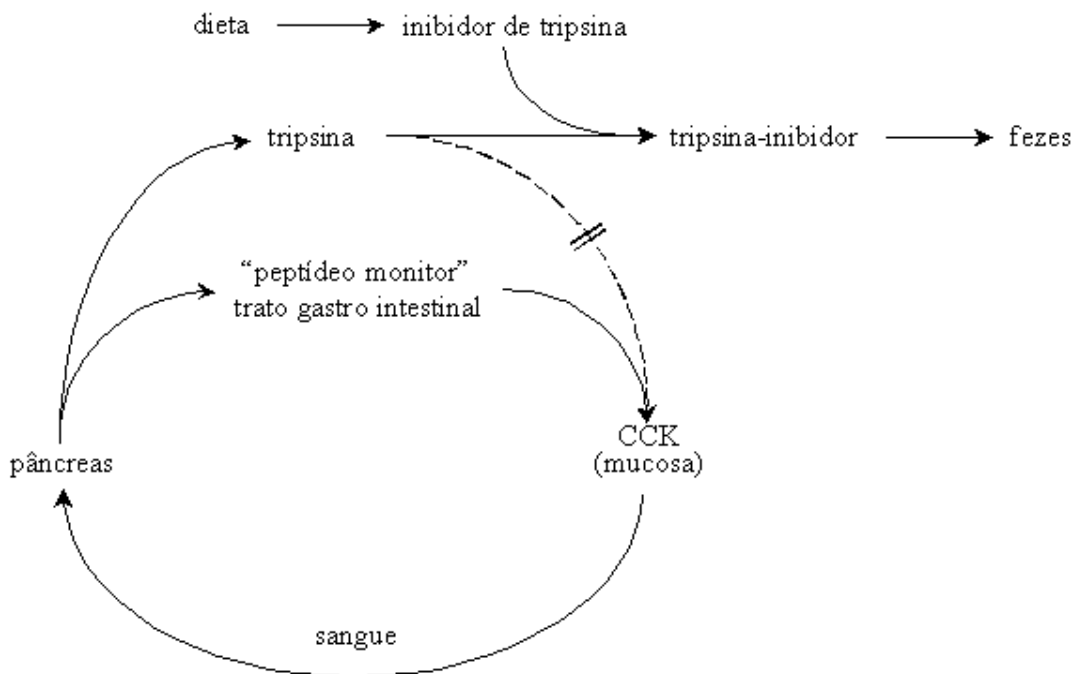 dieta inibidor de tripsina
tripsina tripsina-inibidor fezes
“peptídeo monitor”
trato gastro intestinal
CCK
(mucosa)
pâncreas
sangue